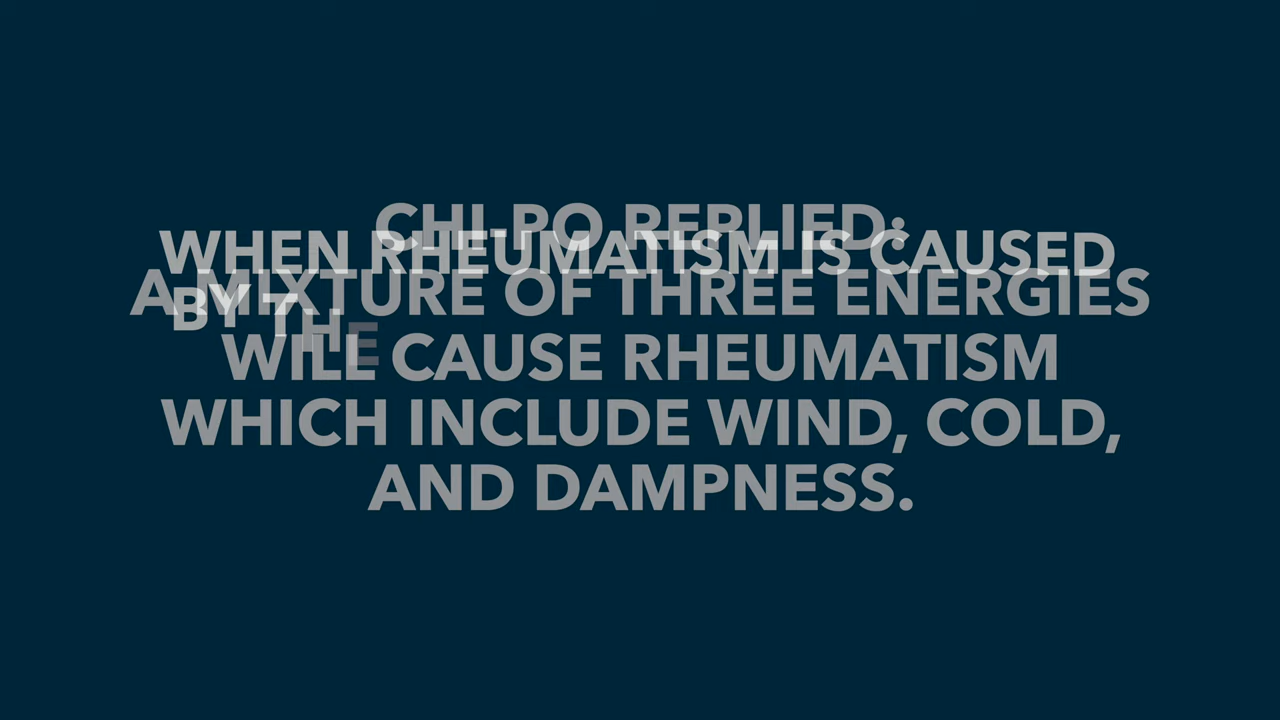 CHI-PO REPLIED:
A MIXTURE OF THREE ENERGIES
WILL CAUSE RHEUMATISM
WHICH INCLUDE WIND, COLD,
AND DAMPNESS.
WHEN RHEUMATISM IS CAUSED
BY THE